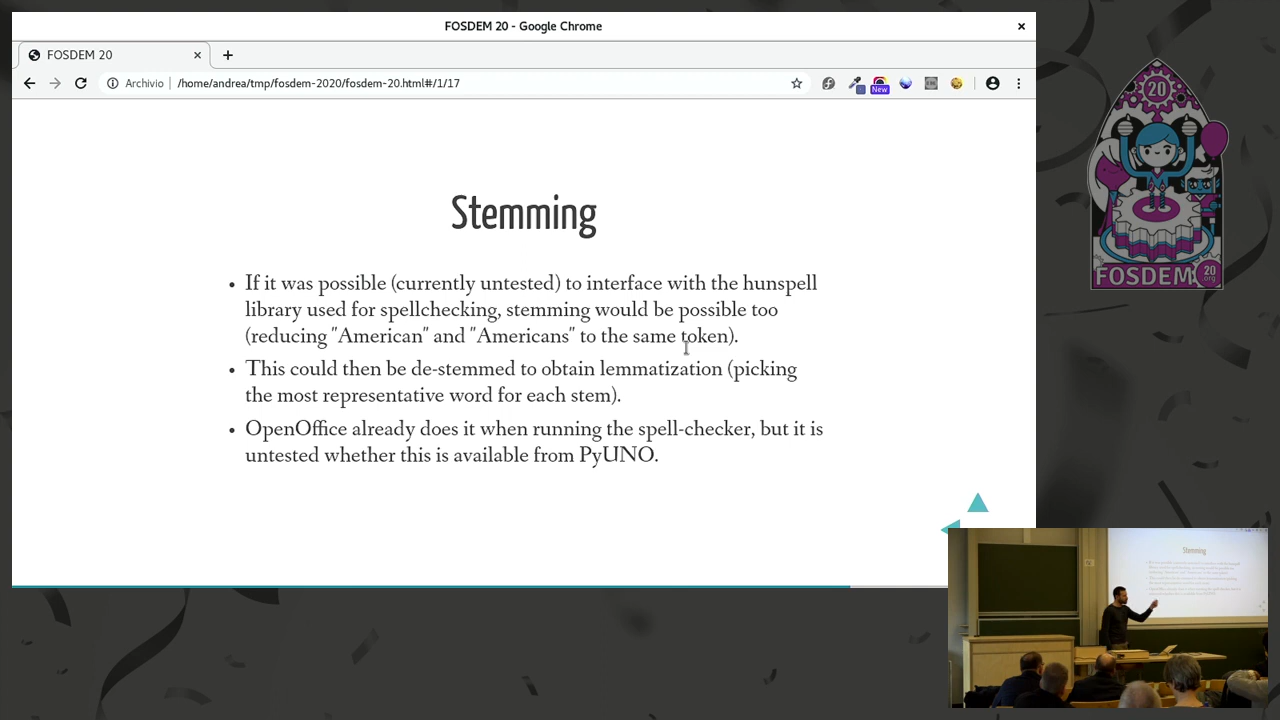 FOSDEM 20 - Google Chrome
FOSDEM 20
Archivio
/home/andrea/tmp/fosdem-2020/fosdem-20.html#/1/17
New
Stemming
If it was possible (currently untested) to interface with the hunspell
library used for spellchecking, stemming would be possible too
(reducing "American" and "Americans" to the same token).
This could then be de-stemmed to obtain lemmatization (picking
the most representative word for each stem).
OpenOffice already does it when running the spell-checker, but it is
untested whether this is available from PyUNO.
20
FOSDEM
20
.org
Stemming